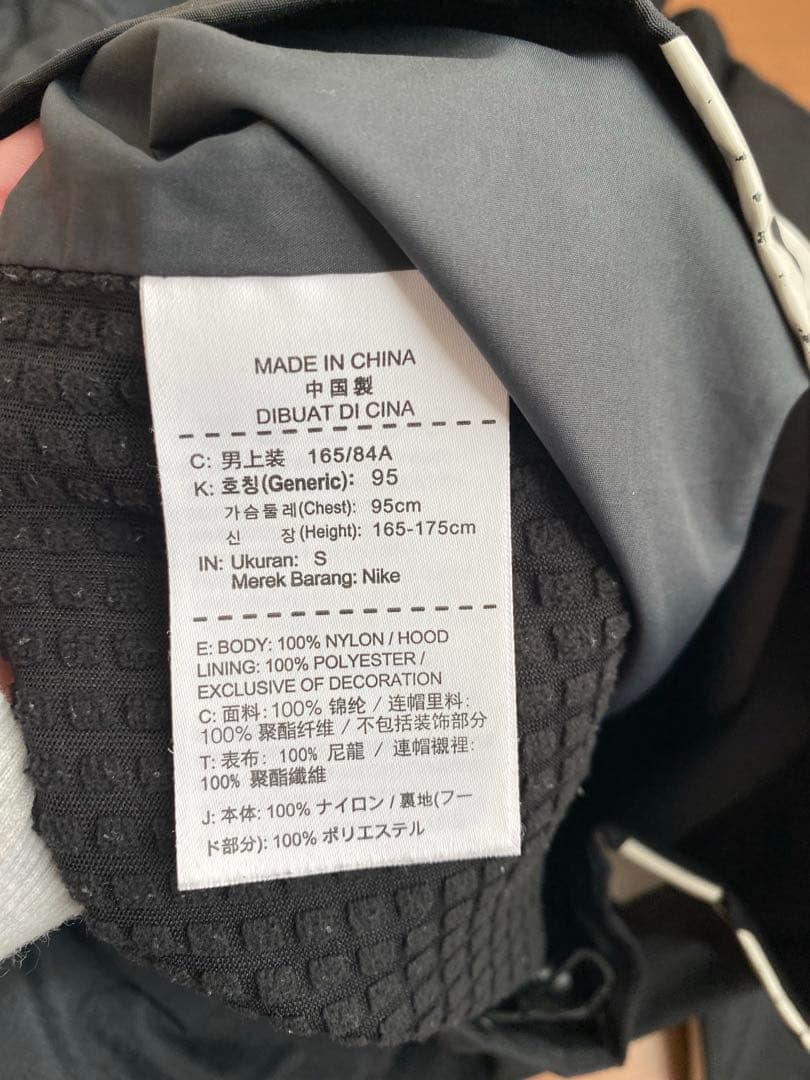 MADE IN CHINA
中国製
DIBUAT DI CINA
C: 男上装 165/84A
K: 호칭(Generic): 95
가슴둘레(Chest): 95cm
신 장(Height): 165-175cm
IN: Ukuran: S
Merek Barang: Nike
E: BODY: 100% NYLON / HOOD
LINING: 100% POLYESTER /
EXCLUSIVE OF DECORATION
C: 面料: 100% 锦纶 / 连帽里料:
100% 聚酯纤维 / 不包括装饰部分
T: 表布: 100% 尼龍 / 連帽襯裡:
100% 聚酯纖維
J: 本体: 100% ナイロン / 裏地(フー
ド部分): 100% ポリエステル